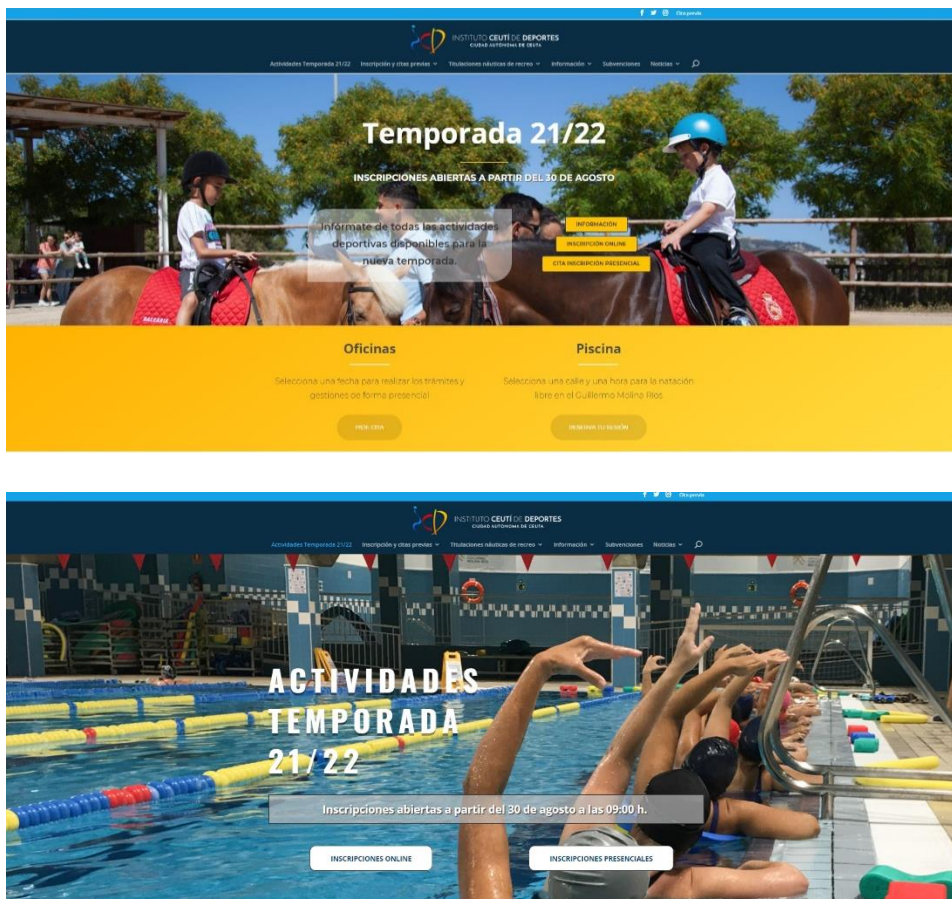 Cita previa
INSTITUTO CEUTÍ DE DEPORTES
CIUDAD AUTÓNOMA DE CEUTA
Actividades Temporada 21/22 Inscripción y citas previas Titulaciones náuticas de recreo Información Subvenciones Noticias
Temporada 21/22
INSCRIPCIONES ABIERTAS A PARTIR DEL 30 DE AGOSTO
Infórmate de todas las actividades
deportivas disponibles para la
nueva temporada.
INFORMACIÓN
INSCRIPCIÓN ONLINE
CITA INSCRIPCIÓN PRESENCIAL
Oficinas
Selecciona una fecha para realizar los trámites y
gestiones de forma presencial
PIDE CITA
Piscina
Selecciona una calle y una hora para la natación
libre en el Guillermo Molina Ríos.
RESERVA TU SESIÓN
Cita previa
INSTITUTO CEUTÍ DE DEPORTES
CIUDAD AUTÓNOMA DE CEUTA
Actividades Temporada 21/22 Inscripción y citas previas Titulaciones náuticas de recreo Información Subvenciones Noticias
ACTIVIDADES
TEMPORADA
21/22
Inscripciones abiertas a partir del 30 de agosto a las 09:00 h.
INSCRIPCIONES ONLINE
INSCRIPCIONES PRESENCIALES